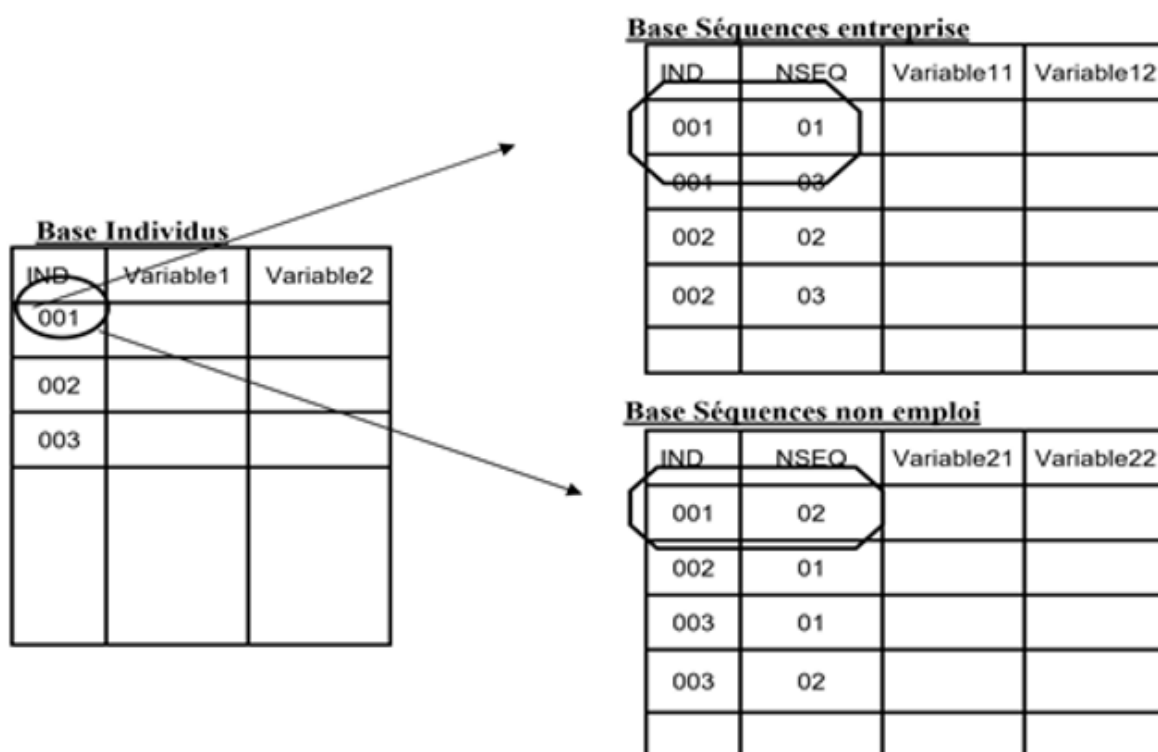 Base Individus
IND Variable1 Variable2
001
002
003
Base Séquences entreprise
IND NSEQ Variable11 Variable12
001 01
001 03
002 02
002 03
Base Séquences non emploi
IND NSEQ Variable21 Variable22
001 02
002 01
003 01
003 02